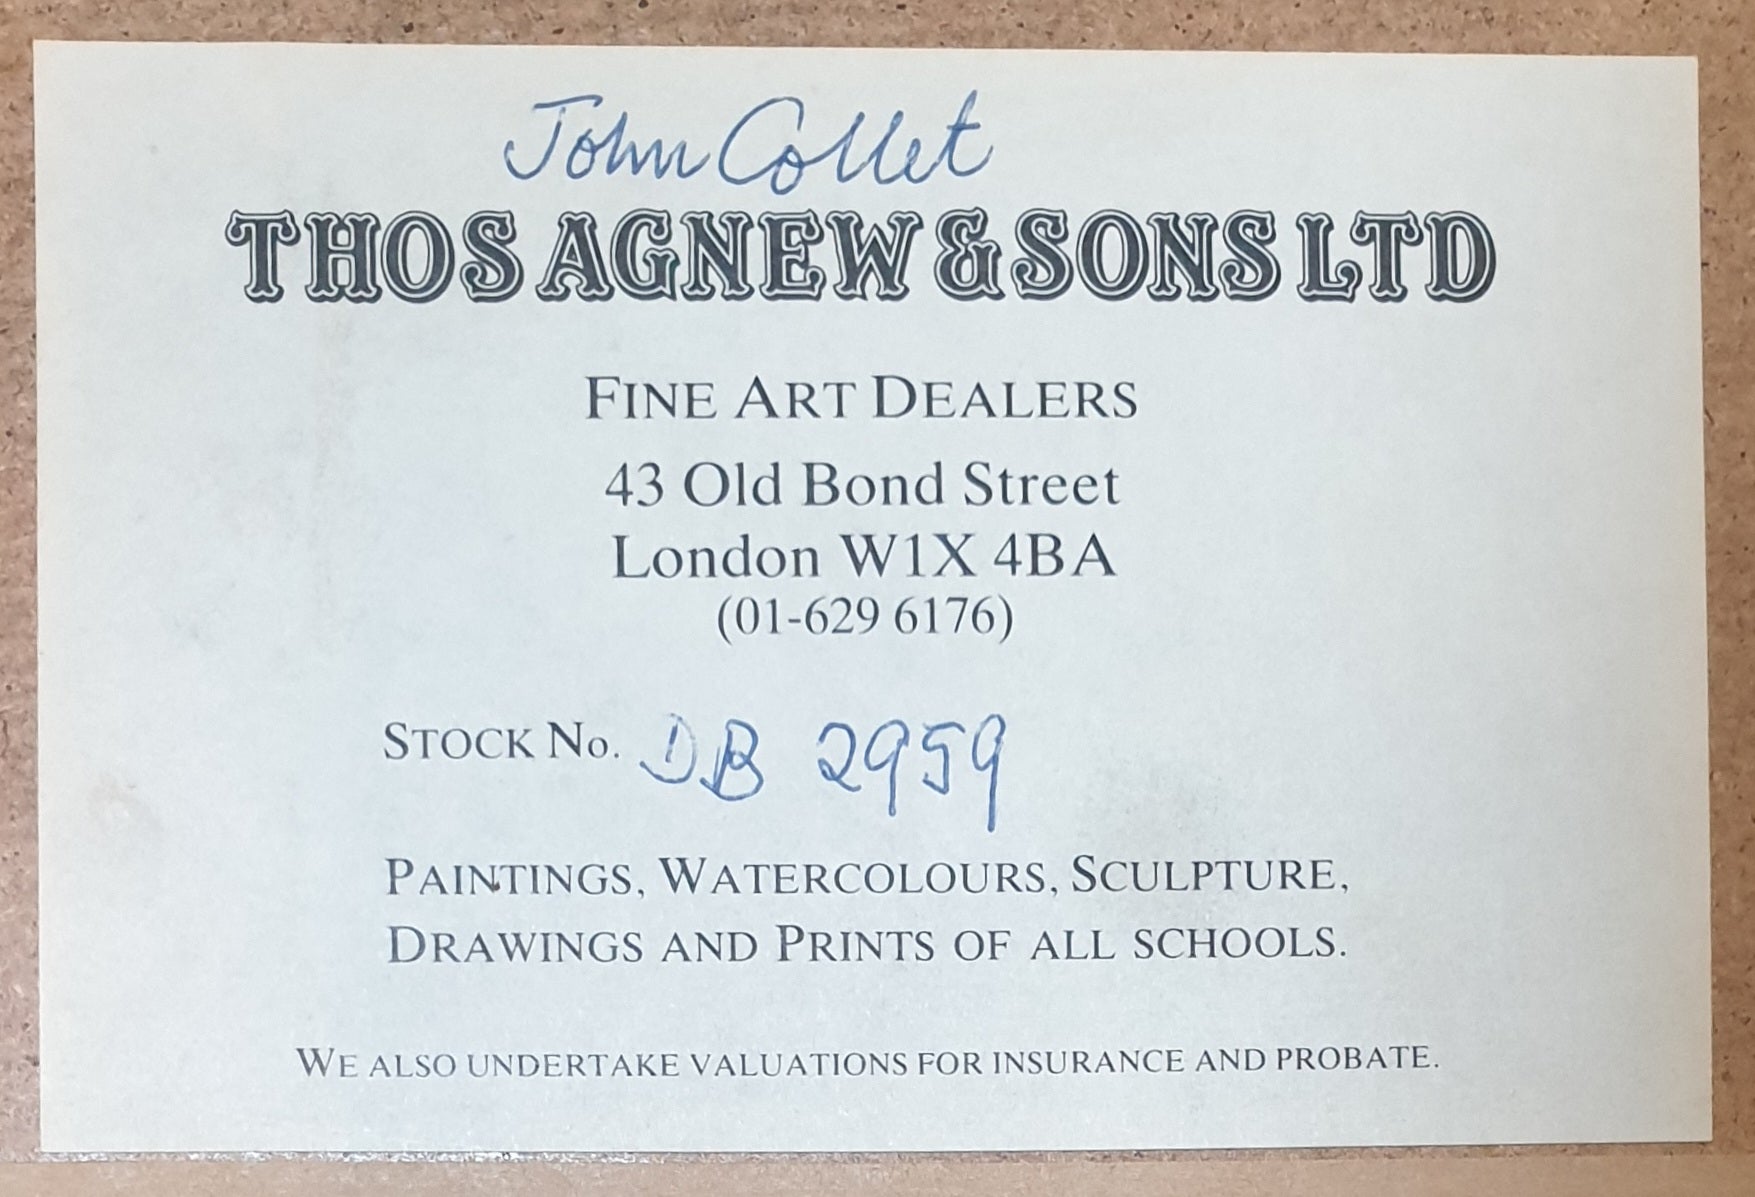 John Collet
THOS AGNEW & SONS LTD
FINE ART DEALERS
43 Old Bond Street
London W1X 4BA
(01-629 6176)
STOCK No. DB 2959
PAINTINGS, WATERCOLOURS, SCULPTURE,
DRAWINGS AND PRINTS OF ALL SCHOOLS.
WE ALSO UNDERTAKE VALUATIONS FOR INSURANCE AND PROBATE.